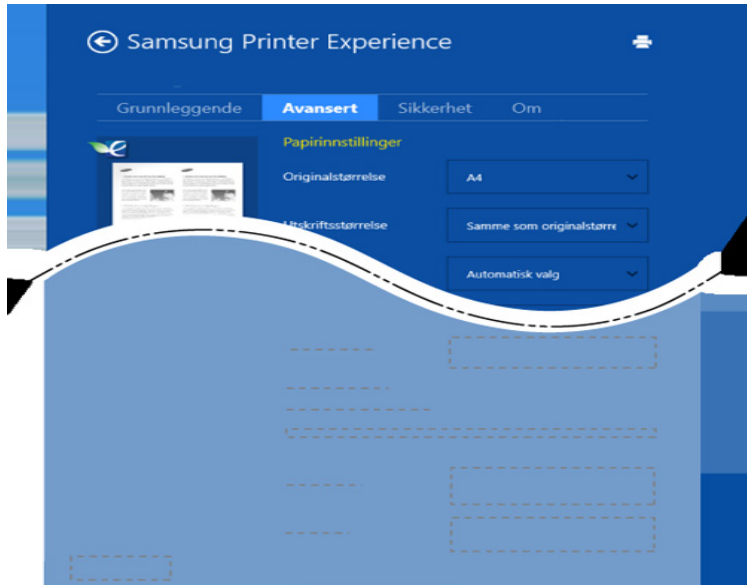 Samsung Printer Experience
Grunnleggende Avansert Sikkerhet Om
Papirinnstillinger
Originalstørrelse A4
Utskriftsstørrelse Samme som originalstørre
Automatisk valg